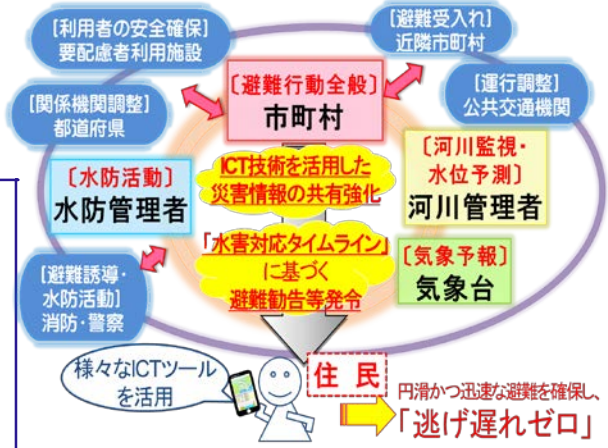 ［利用者の安全確保］
要配慮者利用施設
［避難受入れ］
近隣市町村
［関係機関調整］
都道府県
〔避難行動全般〕
市町村
［運行調整］
公共交通機関
〔水防活動〕
水防管理者
ICT技術を活用した
災害情報の共有強化
〔河川監視・
水位予測〕
河川管理者
「水害対応タイムライン」
に基づく
避難勧告等発令
〔気象予報〕
気象台
［避難誘導・
水防活動］
消防・警察
様々なICTツール
を活用
住民
円滑かつ迅速な避難を確保し、
「逃げ遅れゼロ」